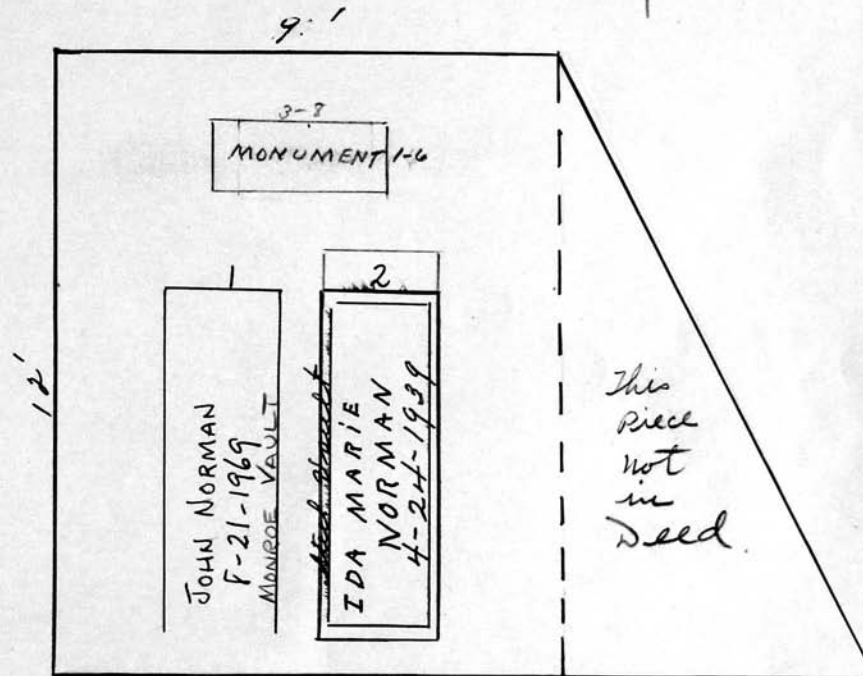 9'
3-8
MONUMENT 1-6
1
2
12'
JOHN NORMAN
8-21-1969
MONROE VAULT
IDA MARIE
NORMAN
4-24-1939
This
Piece
not
in
Deed.